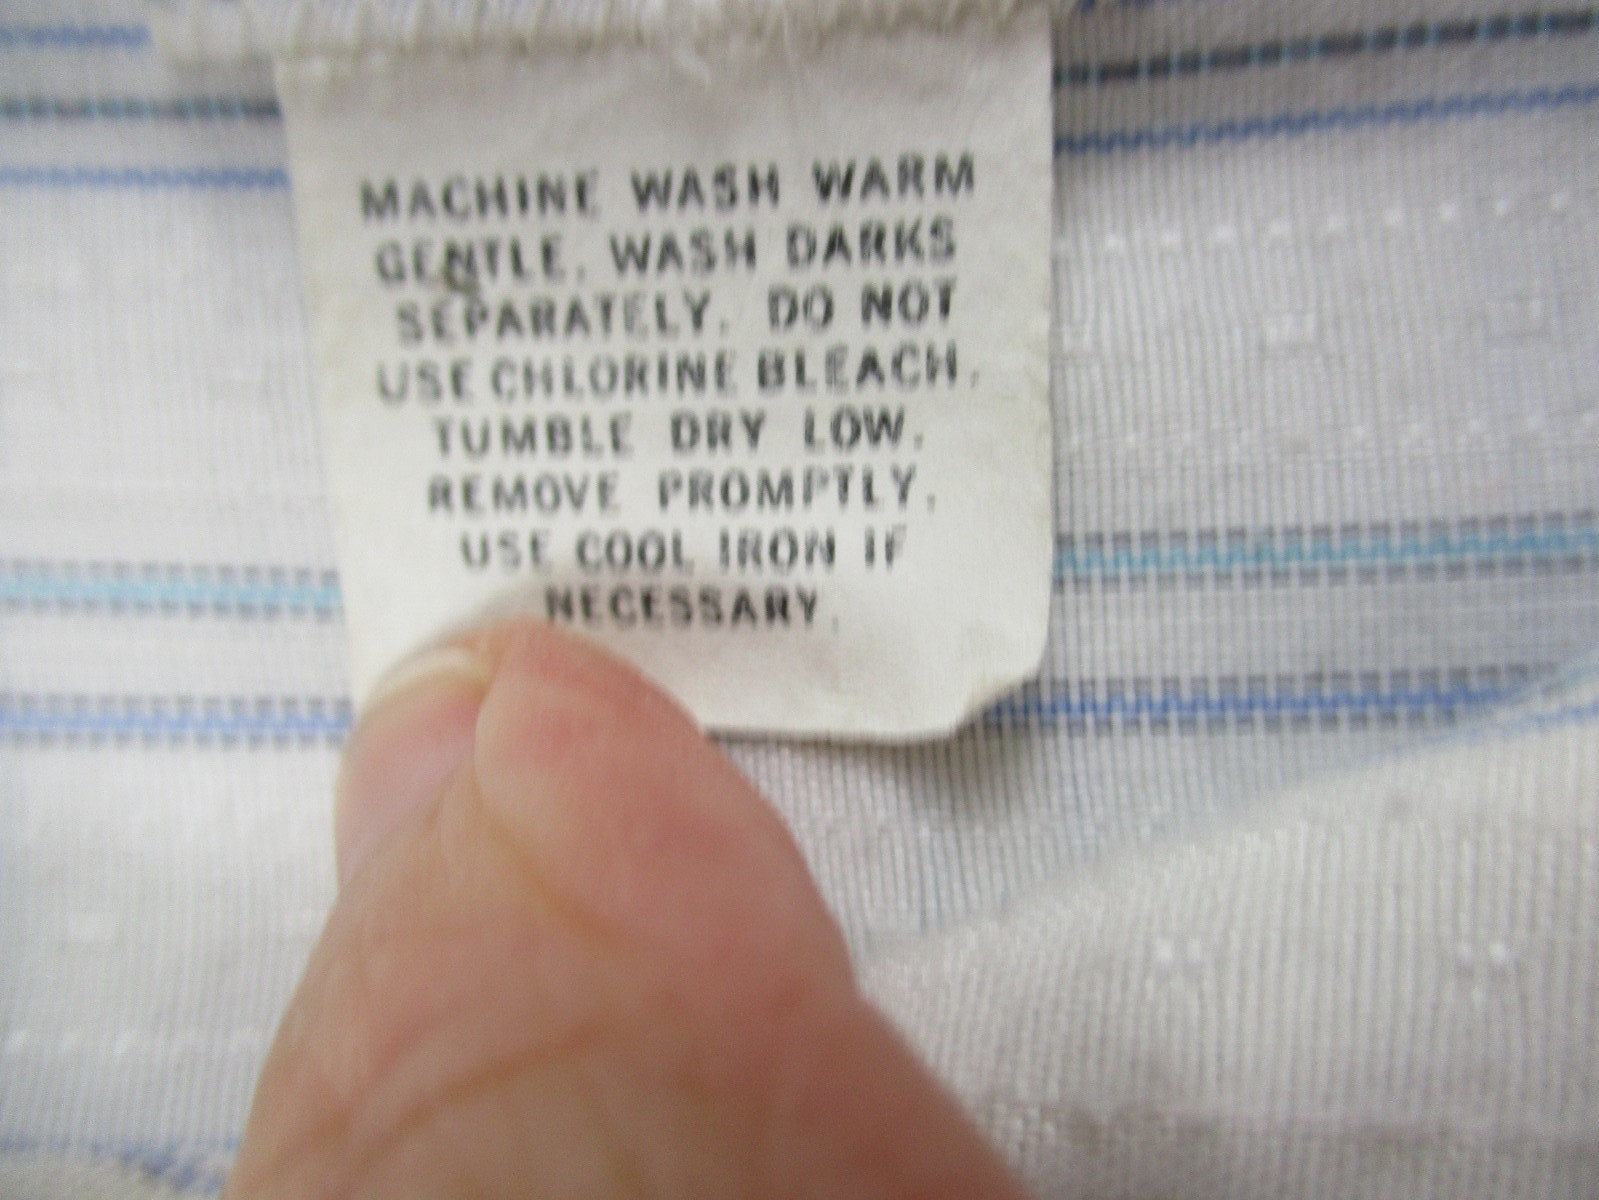 MACHINE WASH WARM
GENTLE. WASH DARKS
SEPARATELY. DO NOT
USE CHLORINE BLEACH.
TUMBLE DRY LOW.
REMOVE PROMPTLY.
USE COOL IRON IF
NECESSARY.